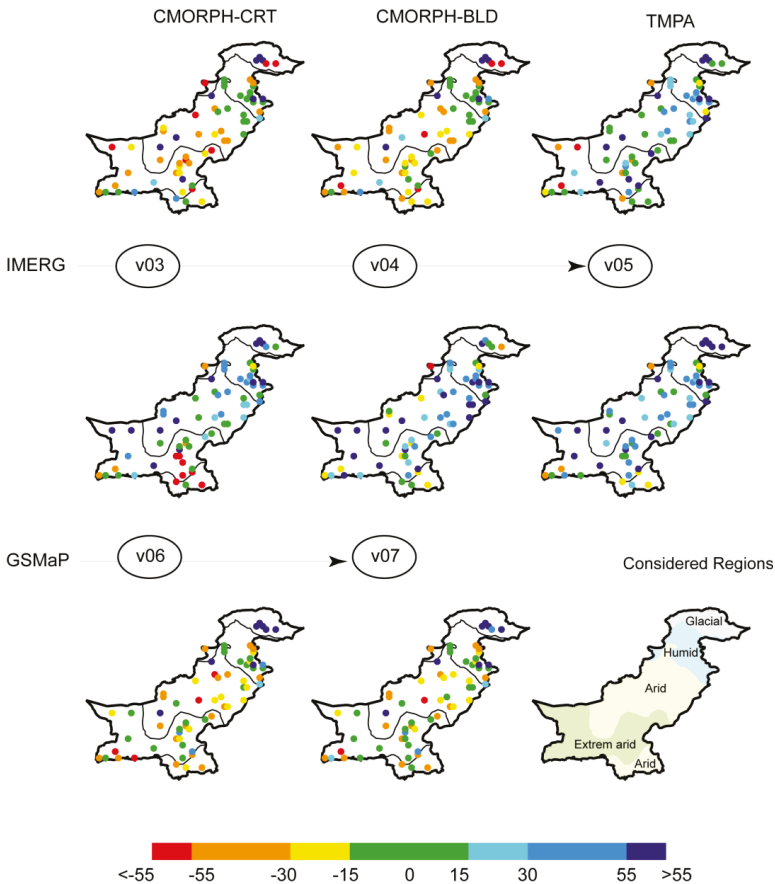 CMORPH-CRT CMORPH-BLD TMPA
IMERG v03 v04 v05
GSMaP v06 v07 Considered Regions
Glacial
Humid
Arid
Extrem arid
Arid
<-55 -55 -30 -15 0 15 30 55 >55